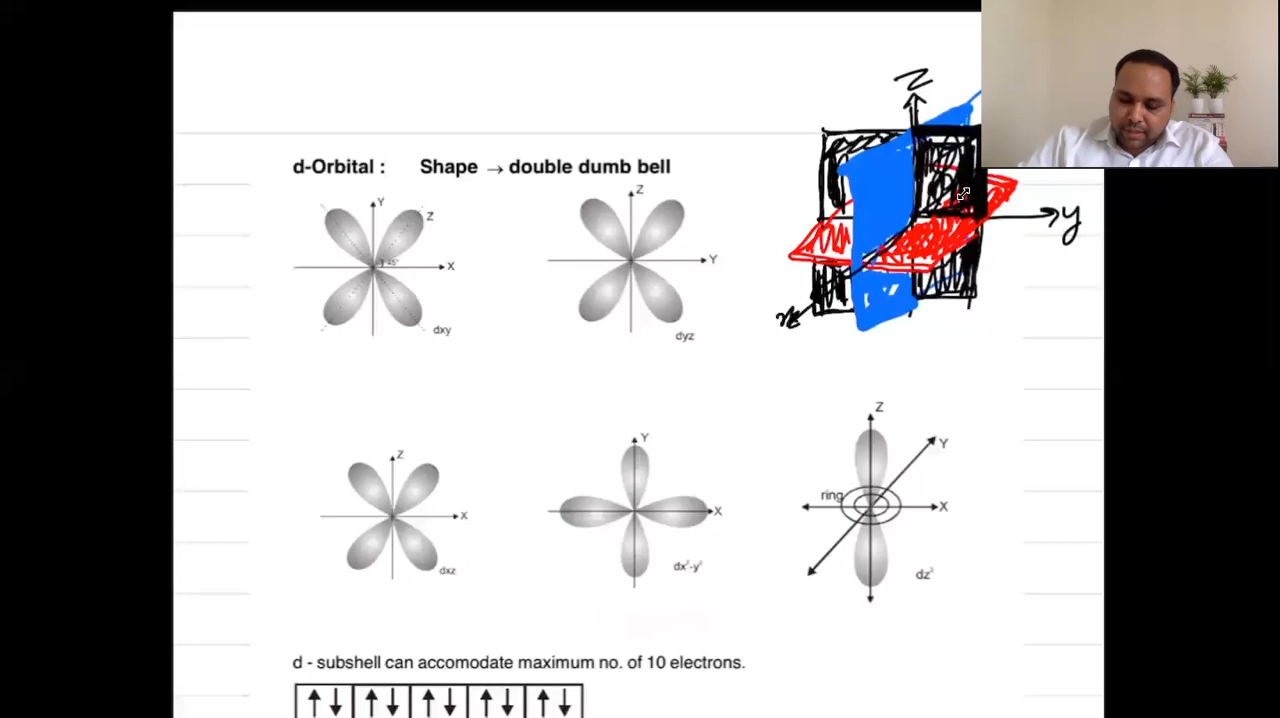 d-Orbital : Shape → double dumb bell
Z
y
x
Y
Z
X
45°
dxy
Z
Y
dyz
Z
X
dxz
Y
X
dx²-y²
Z
Y
ring
X
dz²
d - subshell can accomodate maximum no. of 10 electrons.